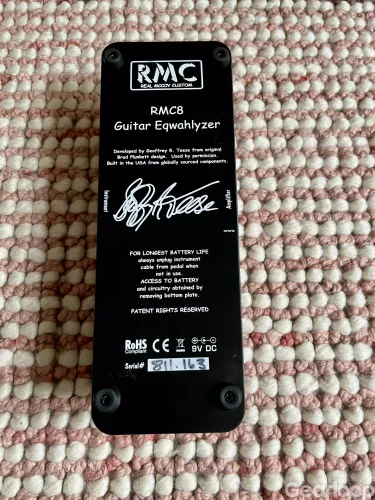 RMC
REAL MCCOY CUSTOM
RMC8
Guitar Eqwahlyzer
Developed by Geoffrey R. Teese from original
Brad Plunkett design. Used by permission.
Built in the USA from globally sourced components.
Instrument
Amplifier
FOR LONGEST BATTERY LIFE
always unplug instrument
cable from pedal when
not in use.
ACCESS TO BATTERY
and circuitry obtained by
removing bottom plate.
PATENT RIGHTS RESERVED
RoHS
Compliant
CE
9V DC
Serial# 811.163